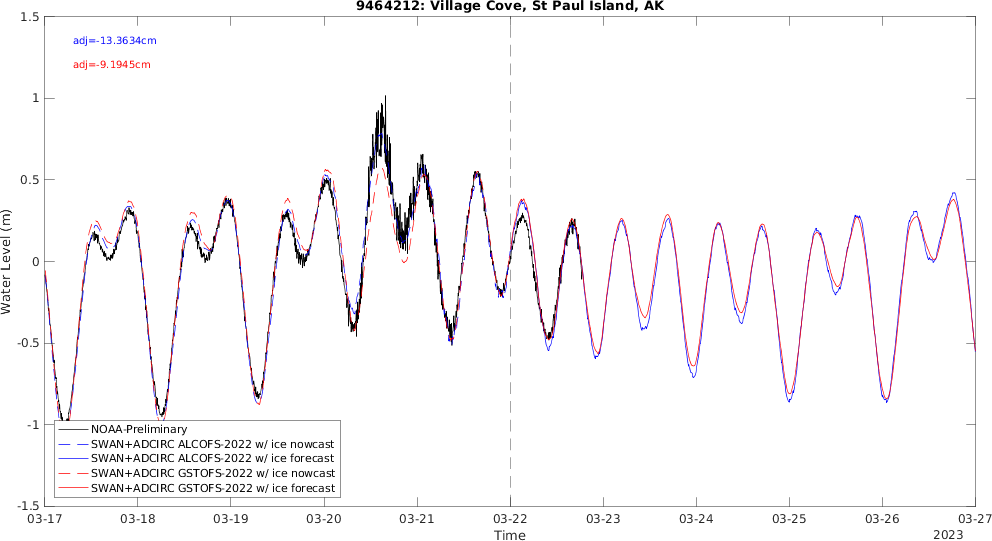 9464212: Village Cove, St Paul Island, AK
1.5
adj=-13.3634cm
adj=-9.1945cm
1
0.5
0
-0.5
-1
-1.5
Water Level (m)
NOAA-Preliminary
SWAN+ADCIRC ALCOFS-2022 w/ ice nowcast
SWAN+ADCIRC ALCOFS-2022 w/ ice forecast
SWAN+ADCIRC GSTOFS-2022 w/ ice nowcast
SWAN+ADCIRC GSTOFS-2022 w/ ice forecast
03-17 03-18 03-19 03-20 03-21 03-22 03-23 03-24 03-25 03-26 03-27
Time
2023